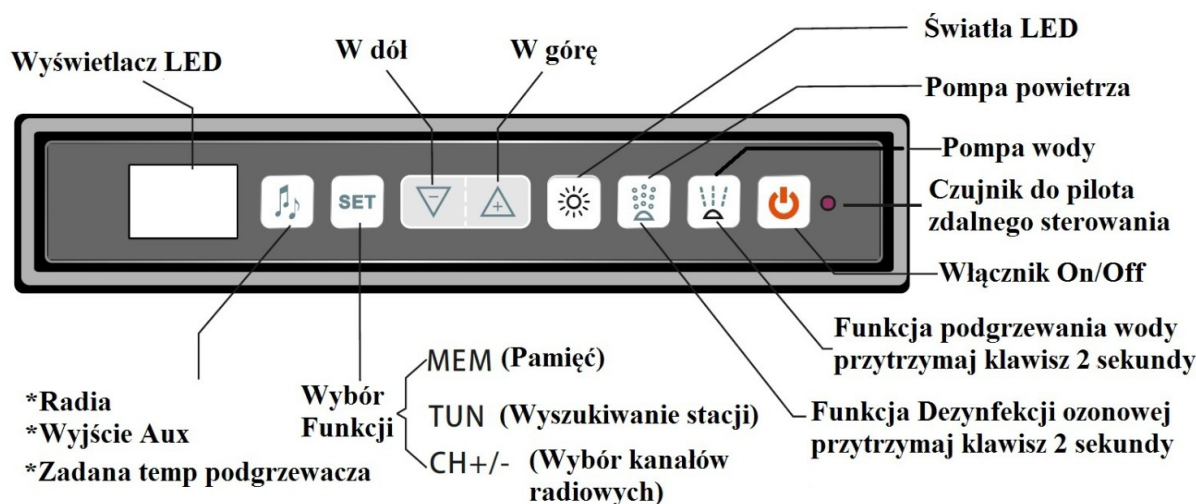 Wyświetlacz LED
W dół
W górę
Światła LED
Pompa powietrza
Pompa wody
Czujnik do pilota
zdalnego sterowania
Włącznik On/Off
SET
Funkcja podgrzewania wody
przytrzymaj klawisz 2 sekundy
Funkcja Dezynfekcji ozonowej
przytrzymaj klawisz 2 sekundy
*Radia
*Wyjście Aux
*Zadana temp podgrzewacza
Wybór
Funkcji
MEM (Pamięć)
TUN (Wyszukiwanie stacji)
CH+/- (Wybór kanałów
radiowych)